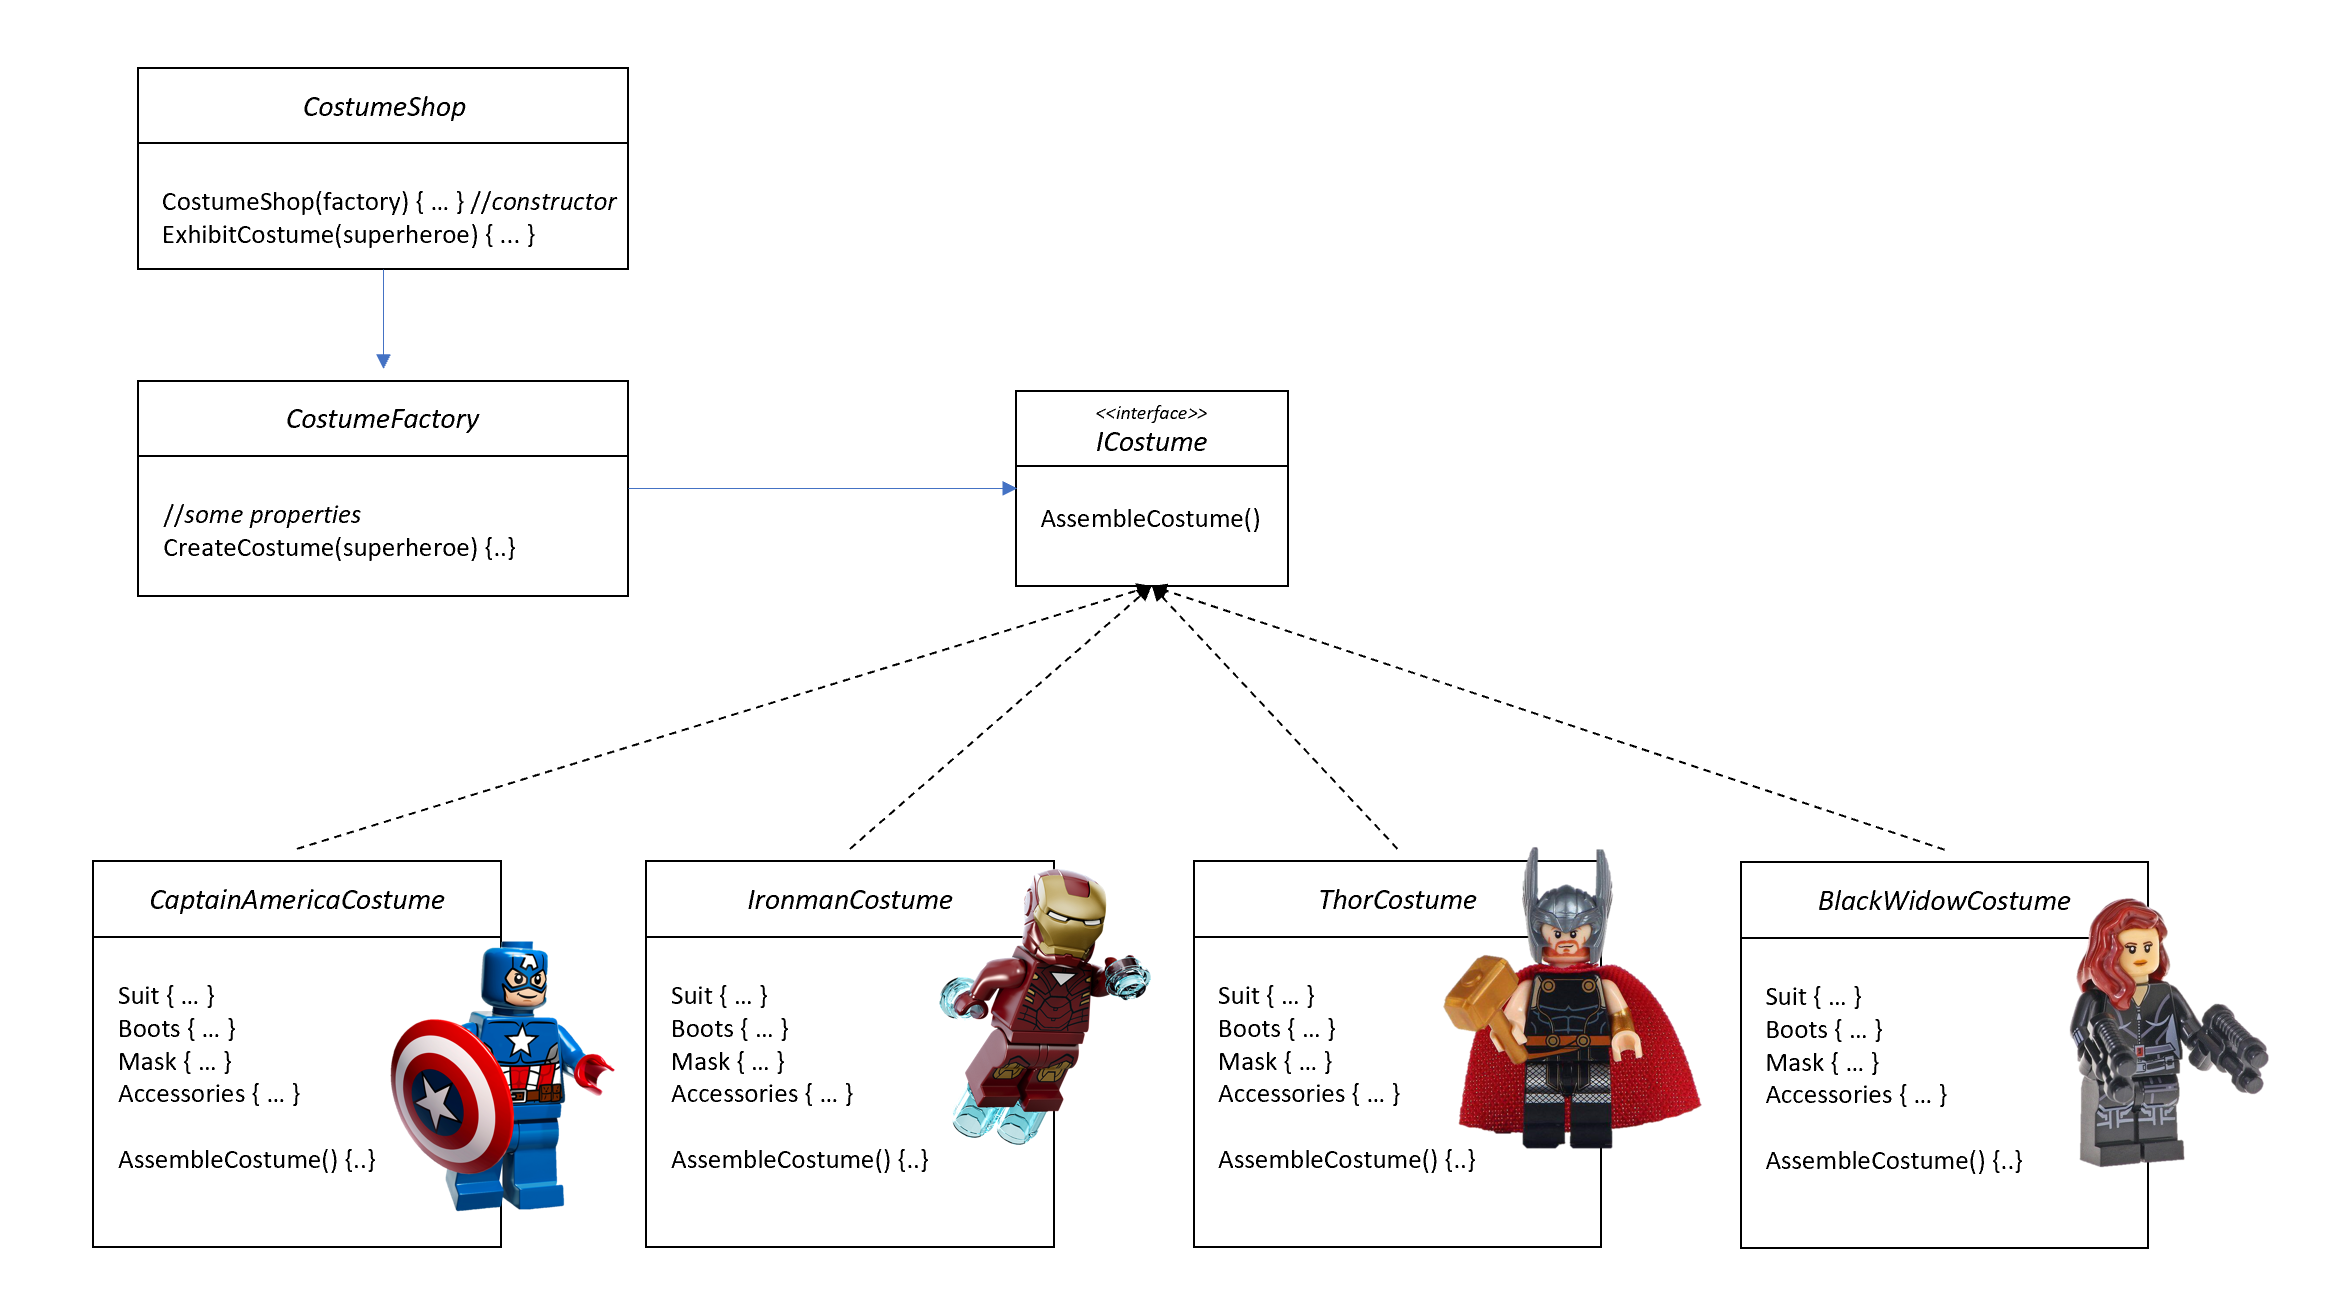 CostumeShop
CostumeShop(factory) { ... } //constructor
ExhibitCostume(superheroe) { ... }
CostumeFactory
//some properties
CreateCostume(superheroe) {..}
<<interface>>
ICostume
AssembleCostume()
CaptainAmericaCostume
Suit { ... }
Boots { ... }
Mask { ... }
Accessories { ... }
AssembleCostume() {..}
IronmanCostume
Suit { ... }
Boots { ... }
Mask { ... }
Accessories { ... }
AssembleCostume() {..}
ThorCostume
Suit { ... }
Boots { ... }
Mask { ... }
Accessories { ... }
AssembleCostume() {..}
BlackWidowCostume
Suit { ... }
Boots { ... }
Mask { ... }
Accessories { ... }
AssembleCostume() {..}